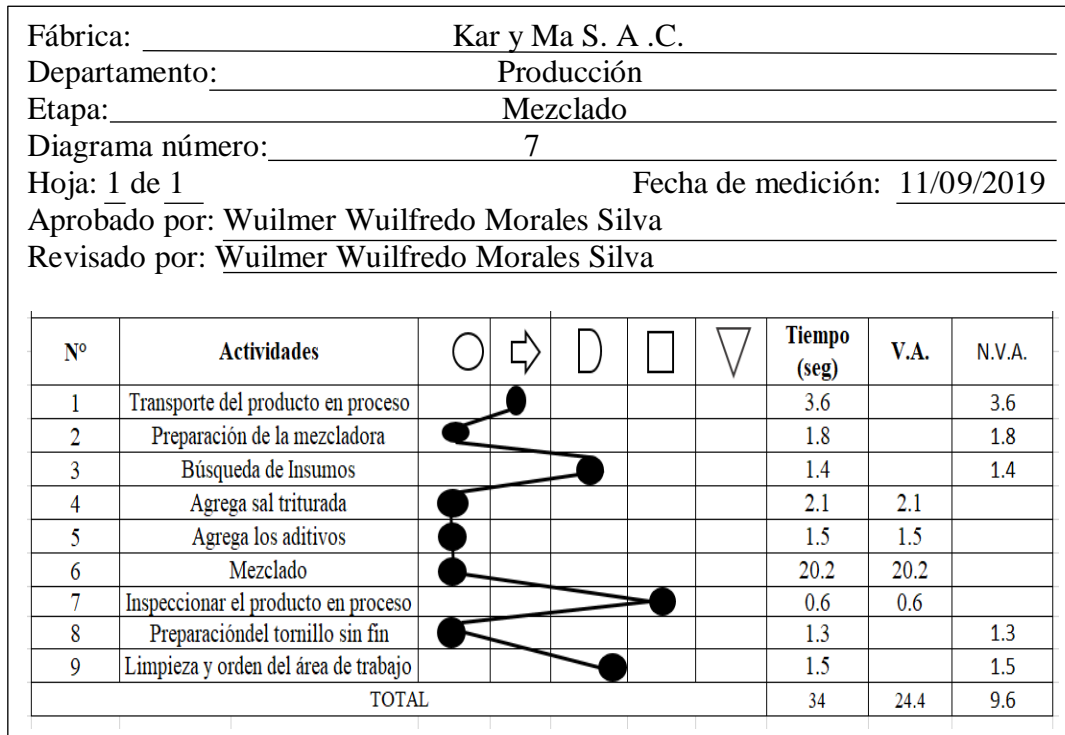 Fábrica: Kar y Ma S. A .C.
Departamento: Producción
Etapa: Mezclado
Diagrama número: 7
Hoja: 1 de 1 Fecha de medición: 11/09/2019
Aprobado por: Wuilmer Wuilfredo Morales Silva
Revisado por: Wuilmer Wuilfredo Morales Silva
N° Actividades Tiempo (seg) V.A. N.V.A.
1 Transporte del producto en proceso 3.6 3.6
2 Preparación de la mezcladora 1.8 1.8
3 Búsqueda de Insumos 1.4 1.4
4 Agrega sal triturada 2.1 2.1
5 Agrega los aditivos 1.5 1.5
6 Mezclado 20.2 20.2
7 Inspeccionar el producto en proceso 0.6 0.6
8 Preparacióndel tornillo sin fin 1.3 1.3
9 Limpieza y orden del área de trabajo 1.5 1.5
TOTAL 34 24.4 9.6